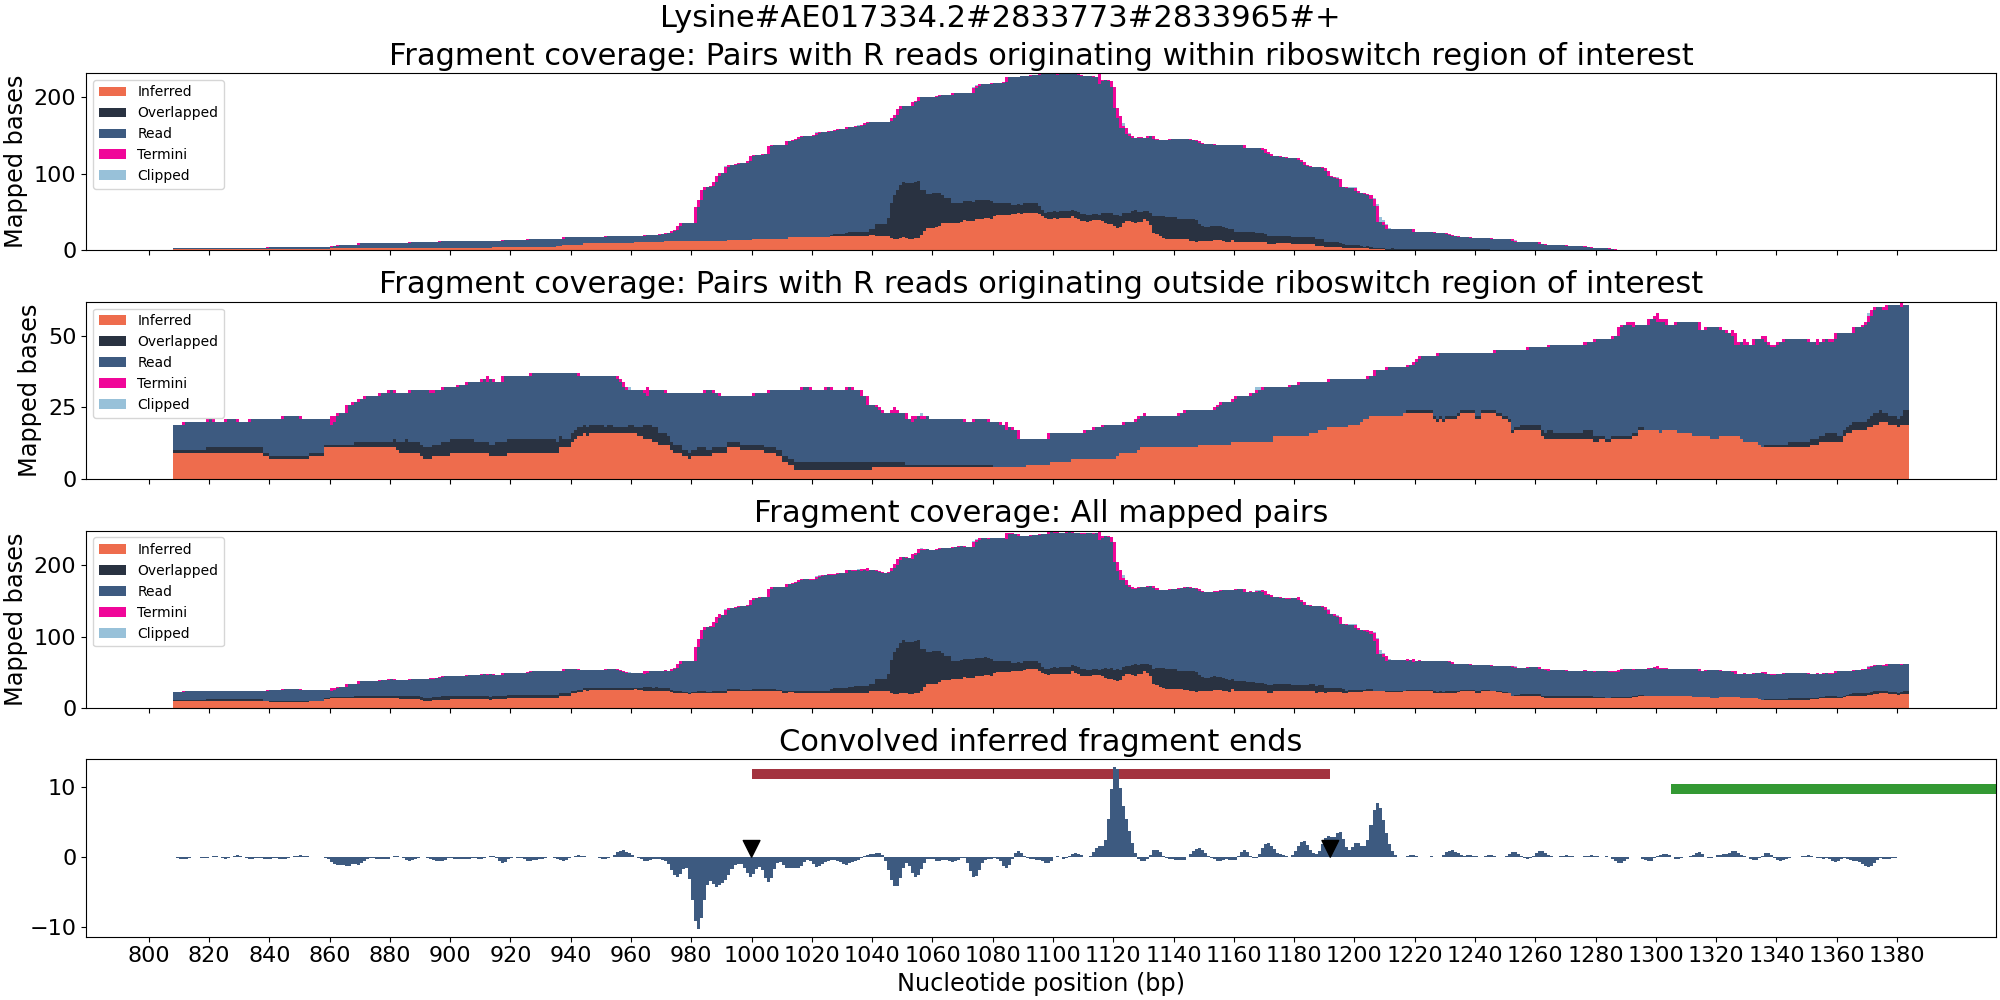 Lysine#AE017334.2#2833773#2833965#+
Fragment coverage: Pairs with R reads originating within riboswitch region of interest
Mapped bases
200
100
0
Inferred
Overlapped
Read
Termini
Clipped
Fragment coverage: Pairs with R reads originating outside riboswitch region of interest
Mapped bases
50
25
0
Inferred
Overlapped
Read
Termini
Clipped
Fragment coverage: All mapped pairs
Mapped bases
200
100
0
Inferred
Overlapped
Read
Termini
Clipped
Convolved inferred fragment ends
10
0
−10
800 820 840 860 880 900 920 940 960 980 1000 1020 1040 1060 1080 1100 1120 1140 1160 1180 1200 1220 1240 1260 1280 1300 1320 1340 1360 1380
Nucleotide position (bp)